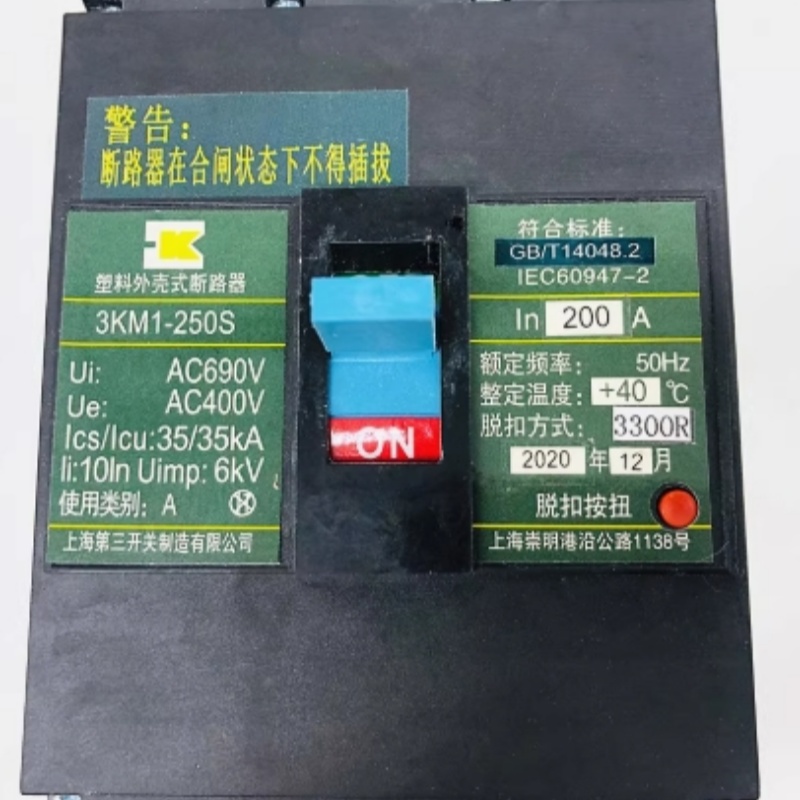 警告：
断路器在合闸状态下不得插拔
塑料外壳式断路器
3KM1-250S
Ui: AC690V
Ue: AC400V
Ics/Icu:35/35kA
Ii:10In Uimp: 6kV
使用类别: A
上海第三开关制造有限公司
ON
符合标准：
GB/T14048.2
IEC60947-2
In 200 A
额定频率： 50Hz
整定温度： +40 ℃
脱扣方式： 3300R
2020 年 12 月
脱扣按扭
上海崇明港沿公路1138号